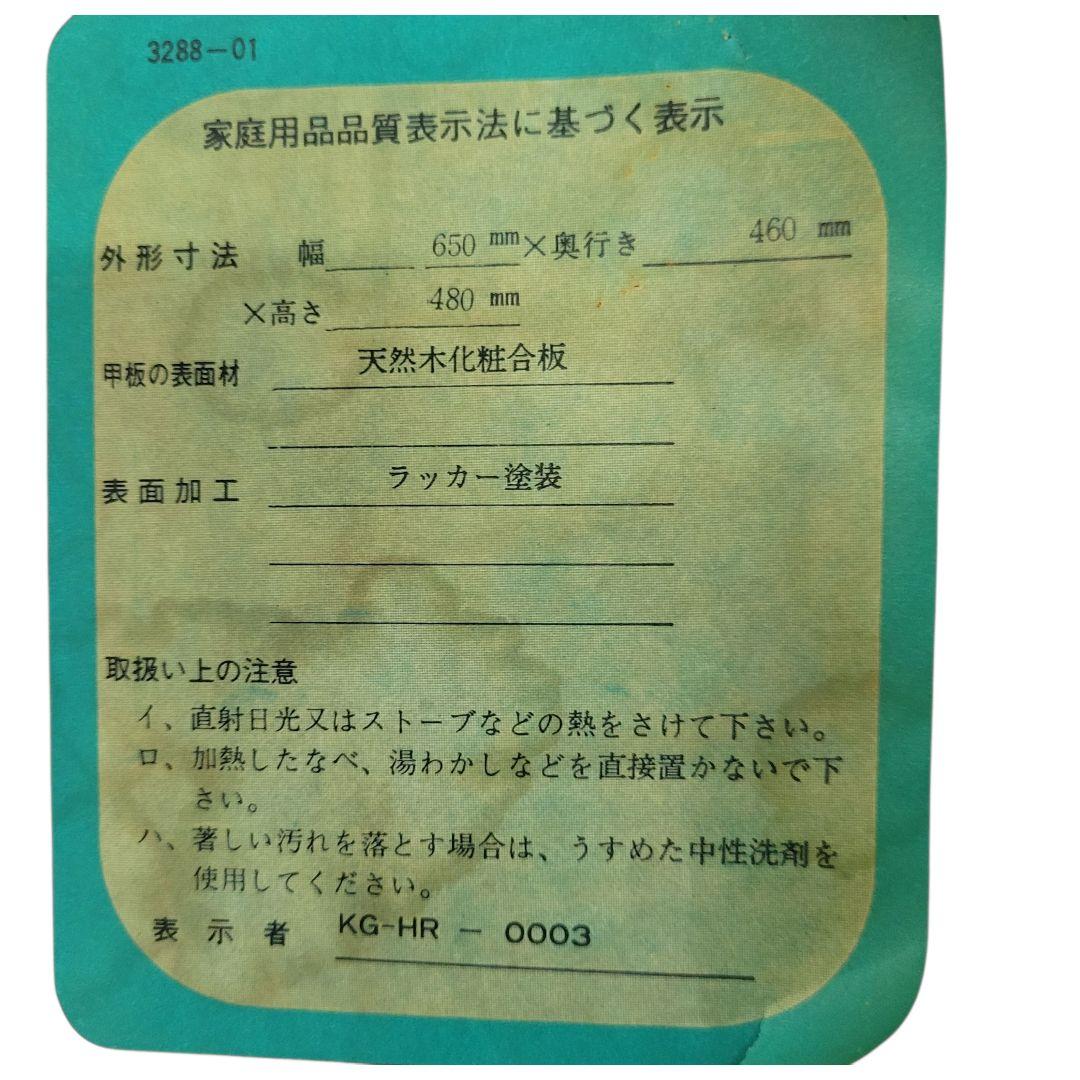 3288-01
家庭用品品質表示法に基づく表示
外形寸法 幅 650 mm×奥行き 460 mm
×高さ 480 mm
甲板の表面材 天然木化粧合板
表面加工 ラッカー塗装
取扱い上の注意
イ、直射日光又はストーブなどの熱をさけて下さい。
ロ、加熱したなべ、湯わかしなどを直接置かないで下
さい。
ハ、著しい汚れを落とす場合は、うすめた中性洗剤を
使用してください。
表示者 KG-HR - 0003